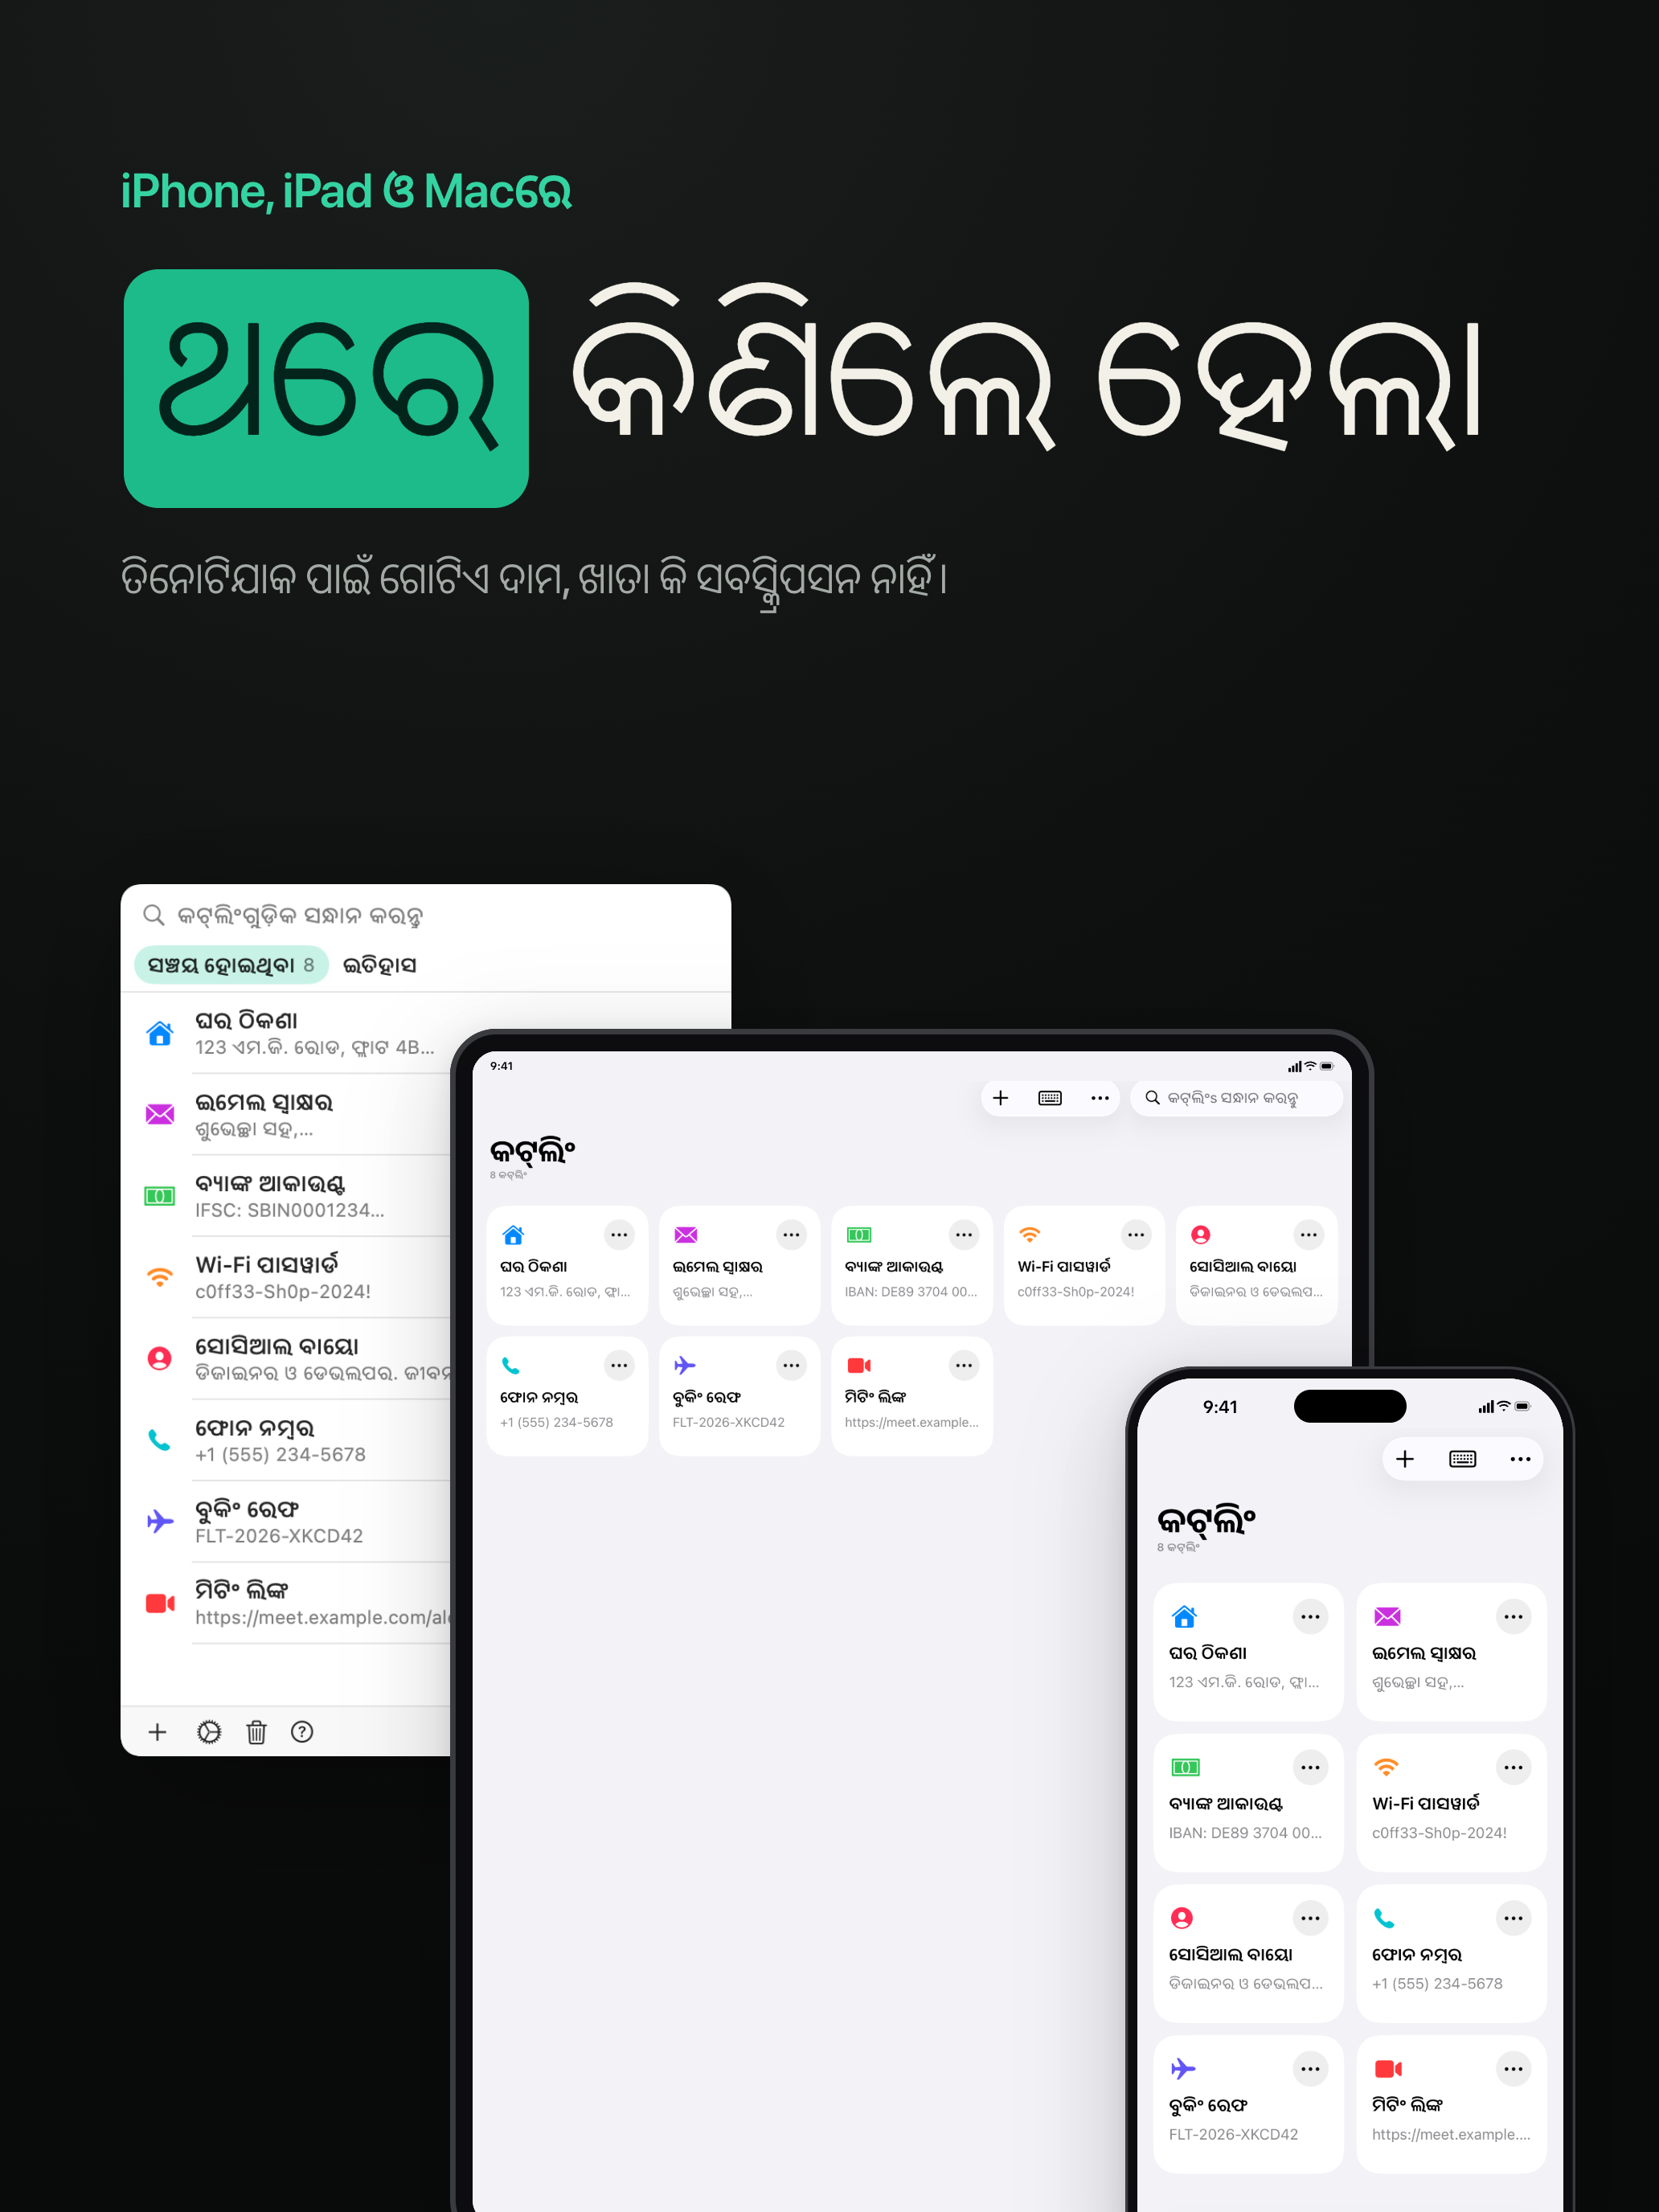 iPhone, iPad ଓ Macରେ
ଥରେ କିଣିଲେ ହେଲା
ତିନୋଟିଯାକ ପାଇଁ ଗୋଟିଏ ଦାମ, ଖାତା କି ସବସ୍କ୍ରିପସନ ନାହିଁ।
କଟ୍‌ଲିଂଗୁଡ଼ିକ ସନ୍ଧାନ କରନ୍ତୁ
ସଞ୍ଚୟ ହୋଇଥିବା 8 ଇତିହାସ
ଘର ଠିକଣା
123 ଏମ.ଜି. ରୋଡ, ଫ୍ଲାଟ 4B...
ଇମେଲ ସ୍ୱାକ୍ଷର
ଶୁଭେଚ୍ଛା ସହ,...
ବ୍ୟାଙ୍କ ଆକାଉଣ୍ଟ
IFSC: SBIN0001234...
Wi-Fi ପାସୱାର୍ଡ
c0ff33-Sh0p-2024!
ସୋସିଆଲ ବାୟୋ
ଡିଜାଇନର ଓ ଡେଭଲପର. ଜୀବନ
ଫୋନ ନମ୍ବର
+1 (555) 234-5678
ବୁକିଂ ରେଫ
FLT-2026-XKCD42
ମିଟିଂ ଲିଙ୍କ
https://meet.example.com/al
9:41
କଟ୍‌ଲିଂs ସନ୍ଧାନ କରନ୍ତୁ
କଟ୍‌ଲିଂ
8 କଟ୍‌ଲିଂ
ଘର ଠିକଣା
123 ଏମ.ଜି. ରୋଡ, ଫ୍ଲା...
ଇମେଲ ସ୍ୱାକ୍ଷର
ଶୁଭେଚ୍ଛା ସହ,...
ବ୍ୟାଙ୍କ ଆକାଉଣ୍ଟ
IBAN: DE89 3704 00...
Wi-Fi ପାସୱାର୍ଡ
c0ff33-Sh0p-2024!
ସୋସିଆଲ ବାୟୋ
ଡିଜାଇନର ଓ ଡେଭଲପ...
ଫୋନ ନମ୍ବର
+1 (555) 234-5678
ବୁକିଂ ରେଫ
FLT-2026-XKCD42
ମିଟିଂ ଲିଙ୍କ
https://meet.example...
9:41
କଟ୍‌ଲିଂ
8 କଟ୍‌ଲିଂ
ଘର ଠିକଣା
123 ଏମ.ଜି. ରୋଡ, ଫ୍ଲା...
ଇମେଲ ସ୍ୱାକ୍ଷର
ଶୁଭେଚ୍ଛା ସହ,...
ବ୍ୟାଙ୍କ ଆକାଉଣ୍ଟ
IBAN: DE89 3704 00...
Wi-Fi ପାସୱାର୍ଡ
c0ff33-Sh0p-2024!
ସୋସିଆଲ ବାୟୋ
ଡିଜାଇନର ଓ ଡେଭଲପ...
ଫୋନ ନମ୍ବର
+1 (555) 234-5678
ବୁକିଂ ରେଫ
FLT-2026-XKCD42
ମିଟିଂ ଲିଙ୍କ
https://meet.example....